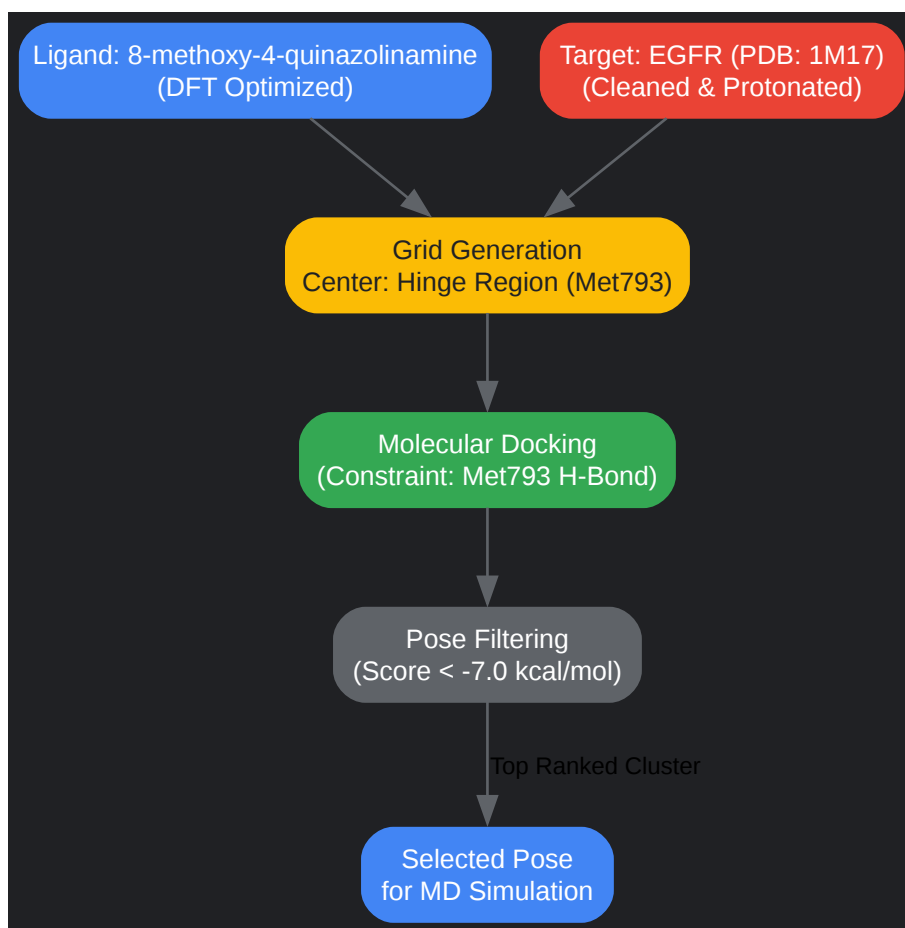 Ligand: 8-methoxy-4-quinazolinamine
(DFT Optimized)
Target: EGFR (PDB: 1M17)
(Cleaned & Protonated)
Grid Generation
Center: Hinge Region (Met793)
Molecular Docking
(Constraint: Met793 H-Bond)
Pose Filtering
(Score < -7.0 kcal/mol)
Top Ranked Cluster
Selected Pose
for MD Simulation